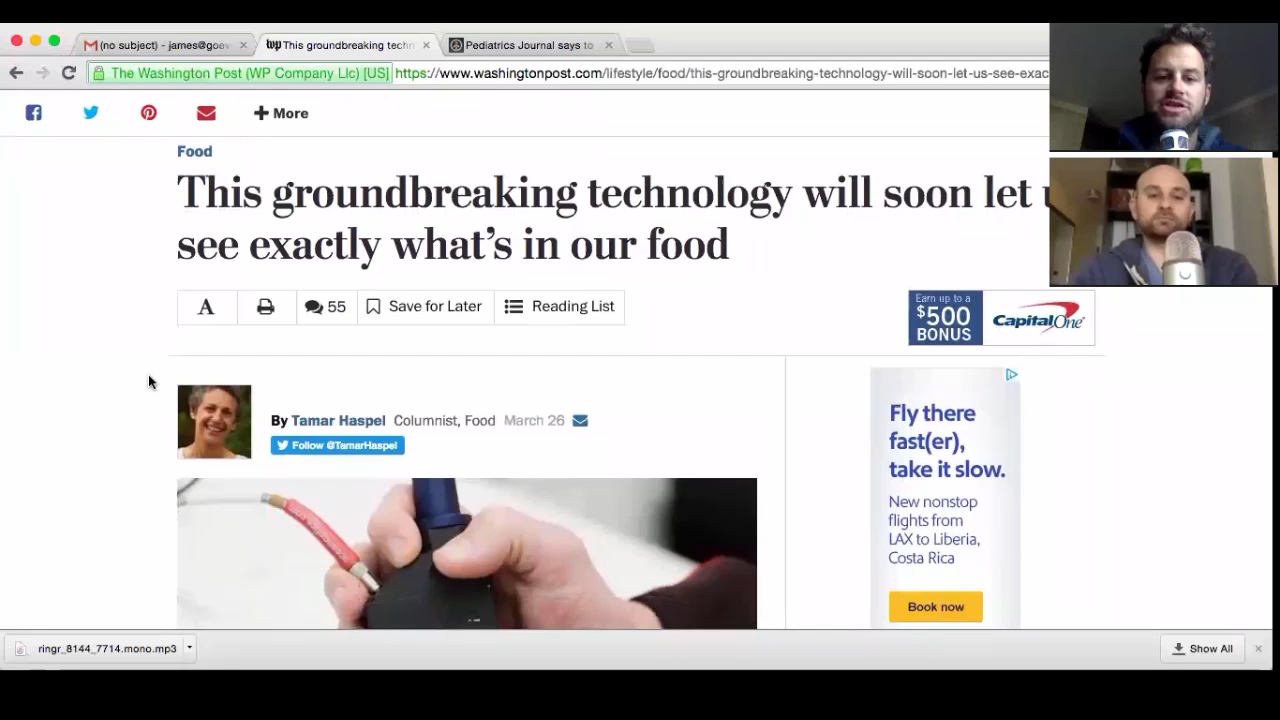 (no subject) - james@goev
This groundbreaking techn
Pediatrics Journal says to
The Washington Post (WP Company Llc) [US]
https://www.washingtonpost.com/lifestyle/food/this-groundbreaking-technology-will-soon-let-us-see-exac
More
Food
This groundbreaking technology will soon let
see exactly what's in our food
A
55
Save for Later
Reading List
Earn up to a
$500
BONUS
Capital One
By Tamar Haspel Columnist, Food March 26
Follow @TamarHaspel
Fly there
fast(er),
take it slow.
New nonstop
flights from
LAX to Liberia,
Costa Rica
Book now
ringr_8144_7714.mono.mp3
Show All